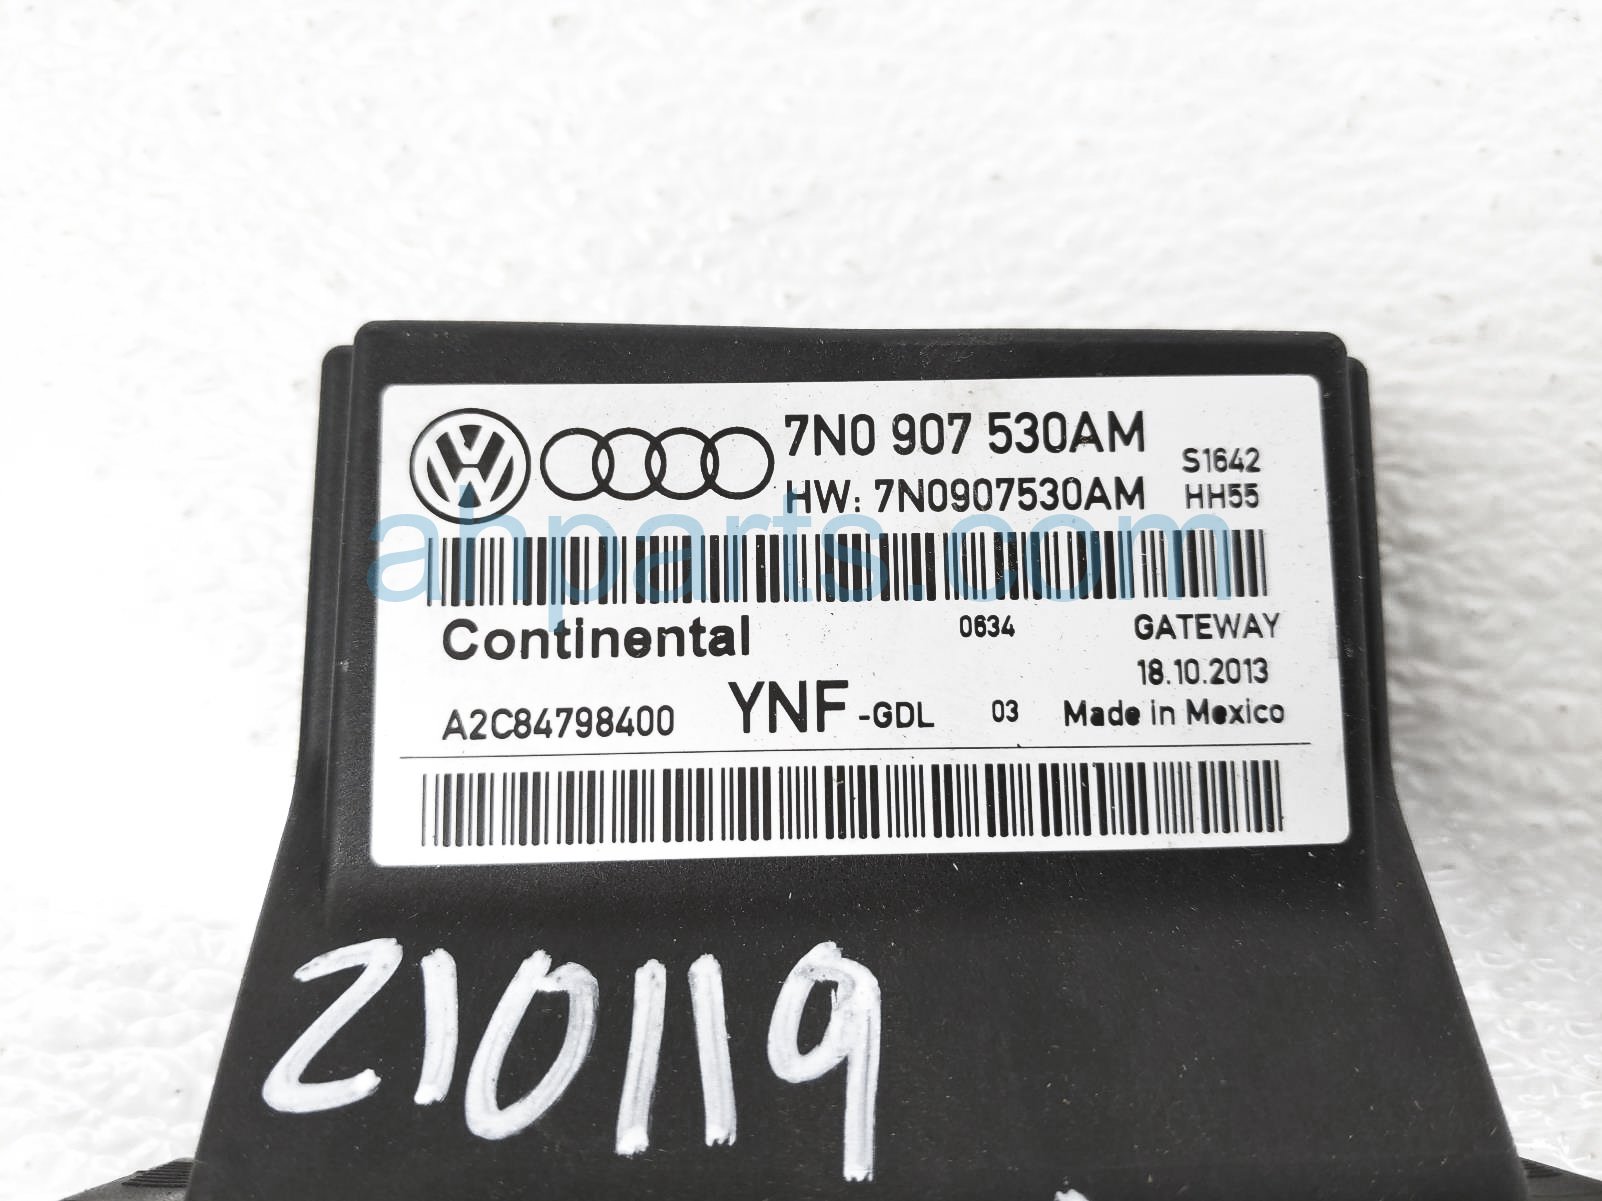 7N0 907 530AM
HW: 7N0907530AM
S1642
HH55
ahparts.com
Continental
0634
GATEWAY
18.10.2013
A2C84798400
YNF -GDL
03
Made in Mexico
210119